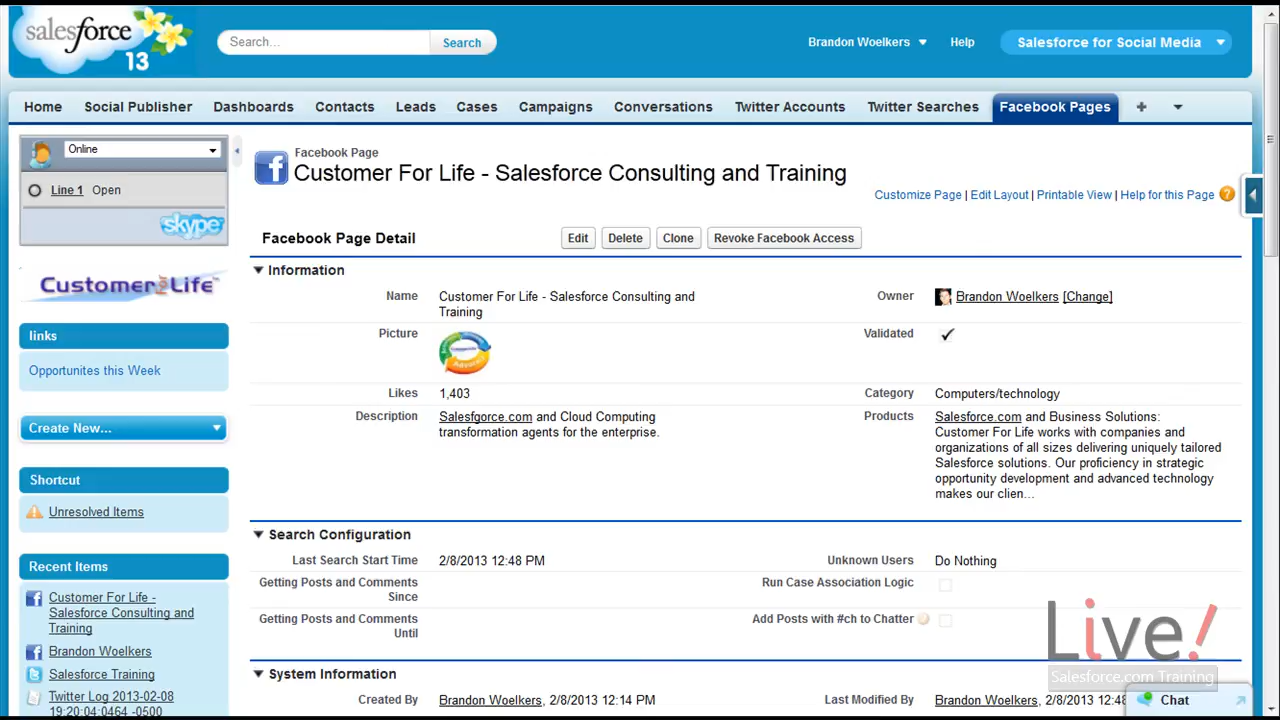 salesforce
13
Search...
Search
Brandon Woelkers
Help
Salesforce for Social Media
Home
Social Publisher
Dashboards
Contacts
Leads
Cases
Campaigns
Conversations
Twitter Accounts
Twitter Searches
Facebook Pages
+
Online
Line 1 Open
skype
Customer 4 Life
links
Opportunites this Week
Create New...
Shortcut
Unresolved Items
Recent Items
Customer For Life -
Salesforce Consulting and
Training
Brandon Woelkers
Salesforce Training
Twitter Log 2013-02-08
19:20:04:0464 -0500
Facebook Page
Customer For Life - Salesforce Consulting and Training
Customize Page | Edit Layout | Printable View | Help for this Page ?
Facebook Page Detail
Edit
Delete
Clone
Revoke Facebook Access
Information
Name Customer For Life - Salesforce Consulting and
Training
Owner Brandon Woelkers [Change]
Picture
Validated
Likes 1,403
Category Computers/technology
Description Salesfgorce.com and Cloud Computing
transformation agents for the enterprise.
Products Salesforce.com and Business Solutions:
Customer For Life works with companies and
organizations of all sizes delivering uniquely tailored
Salesforce solutions. Our proficiency in strategic
opportunity development and advanced technology
makes our clien...
Search Configuration
Last Search Start Time 2/8/2013 12:48 PM
Unknown Users Do Nothing
Getting Posts and Comments
Since
Run Case Association Logic
Getting Posts and Comments
Until
Add Posts with #ch to Chatter
System Information
Created By Brandon Woelkers, 2/8/2013 12:14 PM
Last Modified By Brandon Woelkers, 2/8/2013 12:48
Live!
Salesforce.com Training
Chat